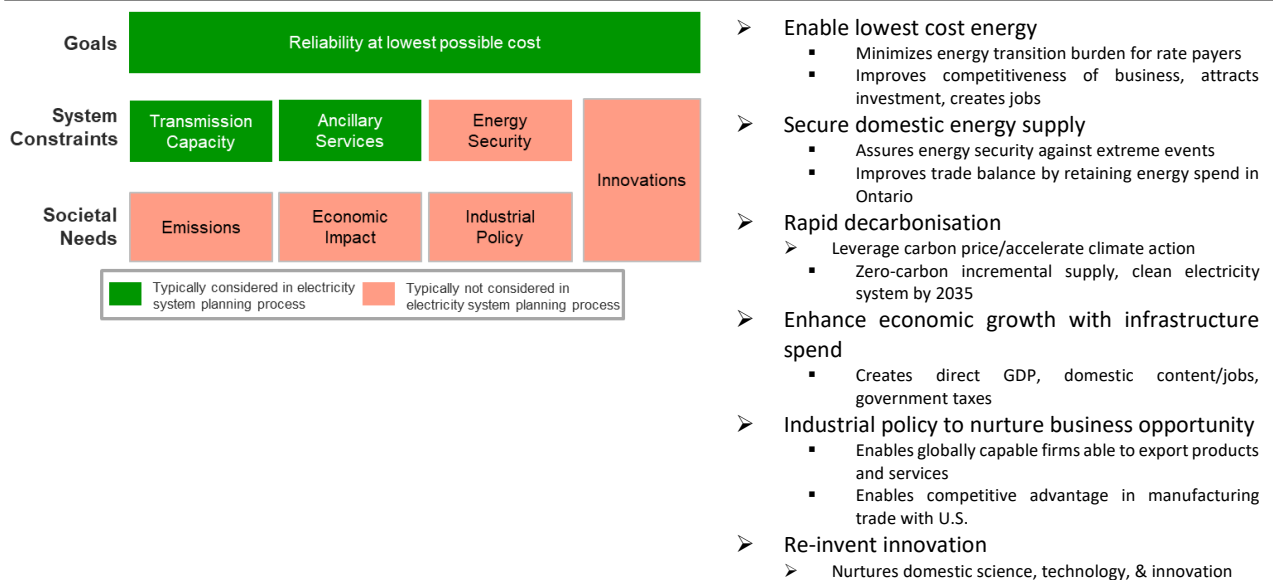 Goals
Reliability at lowest possible cost
System
Constraints
Transmission
Capacity
Ancillary
Services
Energy
Security
Innovations
Societal
Needs
Emissions
Economic
Impact
Industrial
Policy
Typically considered in electricity
system planning process
Typically not considered in
electricity system planning process
➢ Enable lowest cost energy
▪ Minimizes energy transition burden for rate payers
▪ Improves competitiveness of business, attracts
investment, creates jobs
➢ Secure domestic energy supply
▪ Assures energy security against extreme events
▪ Improves trade balance by retaining energy spend in
Ontario
➢ Rapid decarbonisation
➢ Leverage carbon price/accelerate climate action
▪ Zero-carbon incremental supply, clean electricity
system by 2035
➢ Enhance economic growth with infrastructure
spend
▪ Creates direct GDP, domestic content/jobs,
government taxes
➢ Industrial policy to nurture business opportunity
▪ Enables globally capable firms able to export products
and services
▪ Enables competitive advantage in manufacturing
trade with U.S.
➢ Re-invent innovation
➢ Nurtures domestic science, technology, & innovation